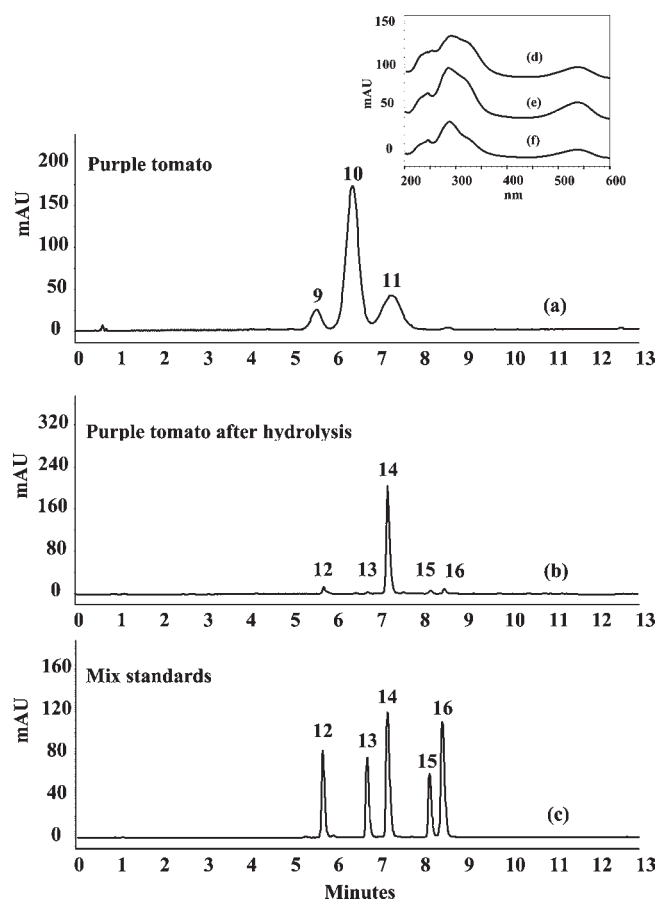 150
100
50
0
mAU
(d)
(e)
(f)
200 300 400 500 600
nm
Purple tomato
200
150
100
50
0
mAU
9
10
11
(a)
0 1 2 3 4 5 6 7 8 9 10 11 12 13
Purple tomato after hydrolysis
320
240
160
80
0
mAU
12
13
14
15
16
(b)
0 1 2 3 4 5 6 7 8 9 10 11 12 13
Mix standards
160
120
80
40
0
mAU
12
13
14
15
16
(c)
0 1 2 3 4 5 6 7 8 9 10 11 12 13
Minutes